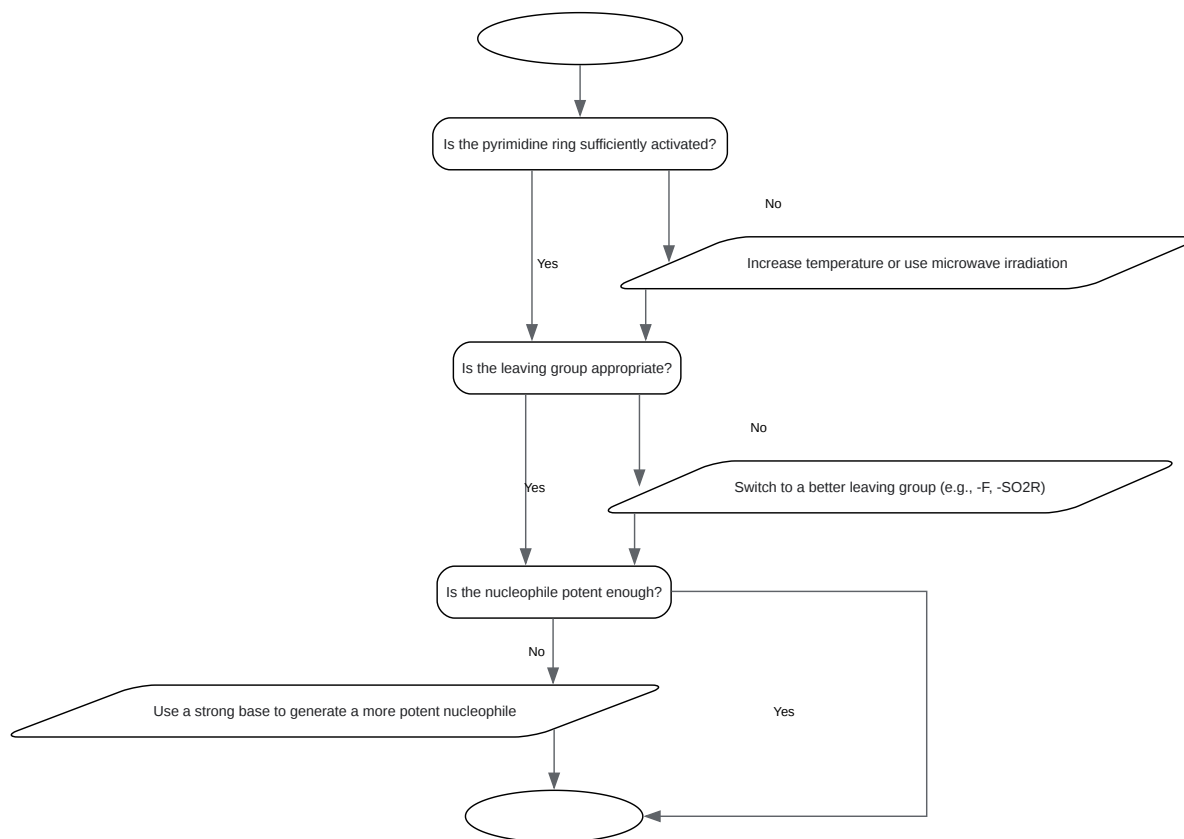 Is the pyrimidine ring sufficiently activated?
No
Yes
Increase temperature or use microwave irradiation
Is the leaving group appropriate?
No
Yes
Switch to a better leaving group (e.g., -F, -SO2R)
Is the nucleophile potent enough?
No
Use a strong base to generate a more potent nucleophile
Yes